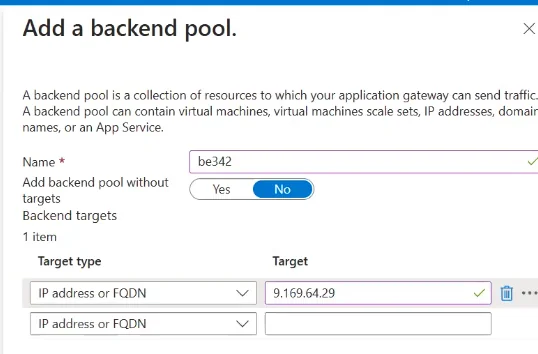 Add a backend pool.
A backend pool is a collection of resources to which your application gateway can send traffic.
A backend pool can contain virtual machines, virtual machines scale sets, IP addresses, domain
names, or an App Service.
Name *
be342
Add backend pool without
targets
Yes
No
Backend targets
1 item
Target type
Target
IP address or FQDN
9.169.64.29
IP address or FQDN